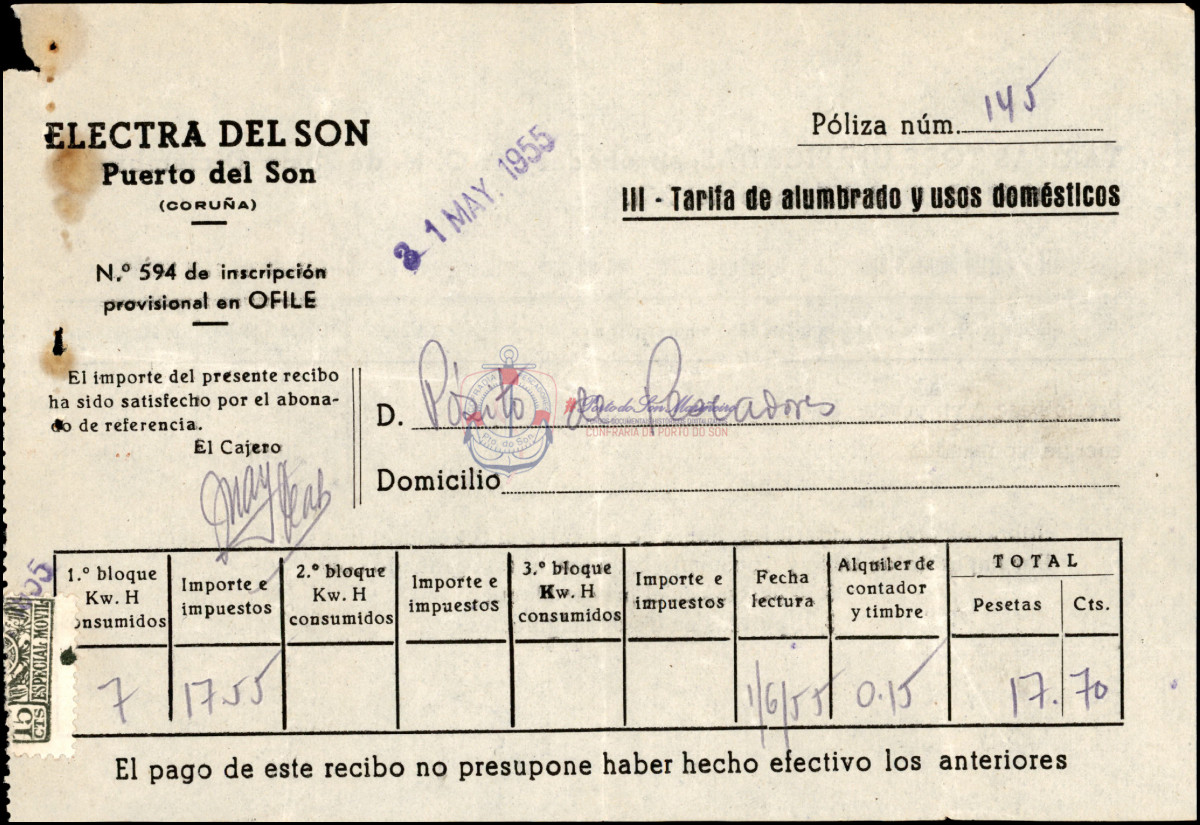 ELECTRA DEL SON
Puerto del Son
(CORUÑA)
N.º 594 de inscripción
provisional en OFILE
31 MAY. 1955
Póliza núm. 145
III - Tarifa de alumbrado y usos domésticos
El importe del presente recibo
ha sido satisfecho por el abona-
do de referencia.
El Cajero
D. Pósito de Pescadores
Pto. do Son
CONFRARIA DE PORTO DO SON
Domicilio
1.º bloque Kw. H consumidos
Importe e impuestos
2.º bloque Kw. H consumidos
Importe e impuestos
3.º bloque Kw. H consumidos
Importe e impuestos
Fecha lectura
Alquiler de contador y timbre
TOTAL
Pesetas Cts.
7 17.55 1/6/55 0.15 17. 70
15 CTS ESPECIAL MOVIL
El pago de este recibo no presupone haber hecho efectivo los anteriores